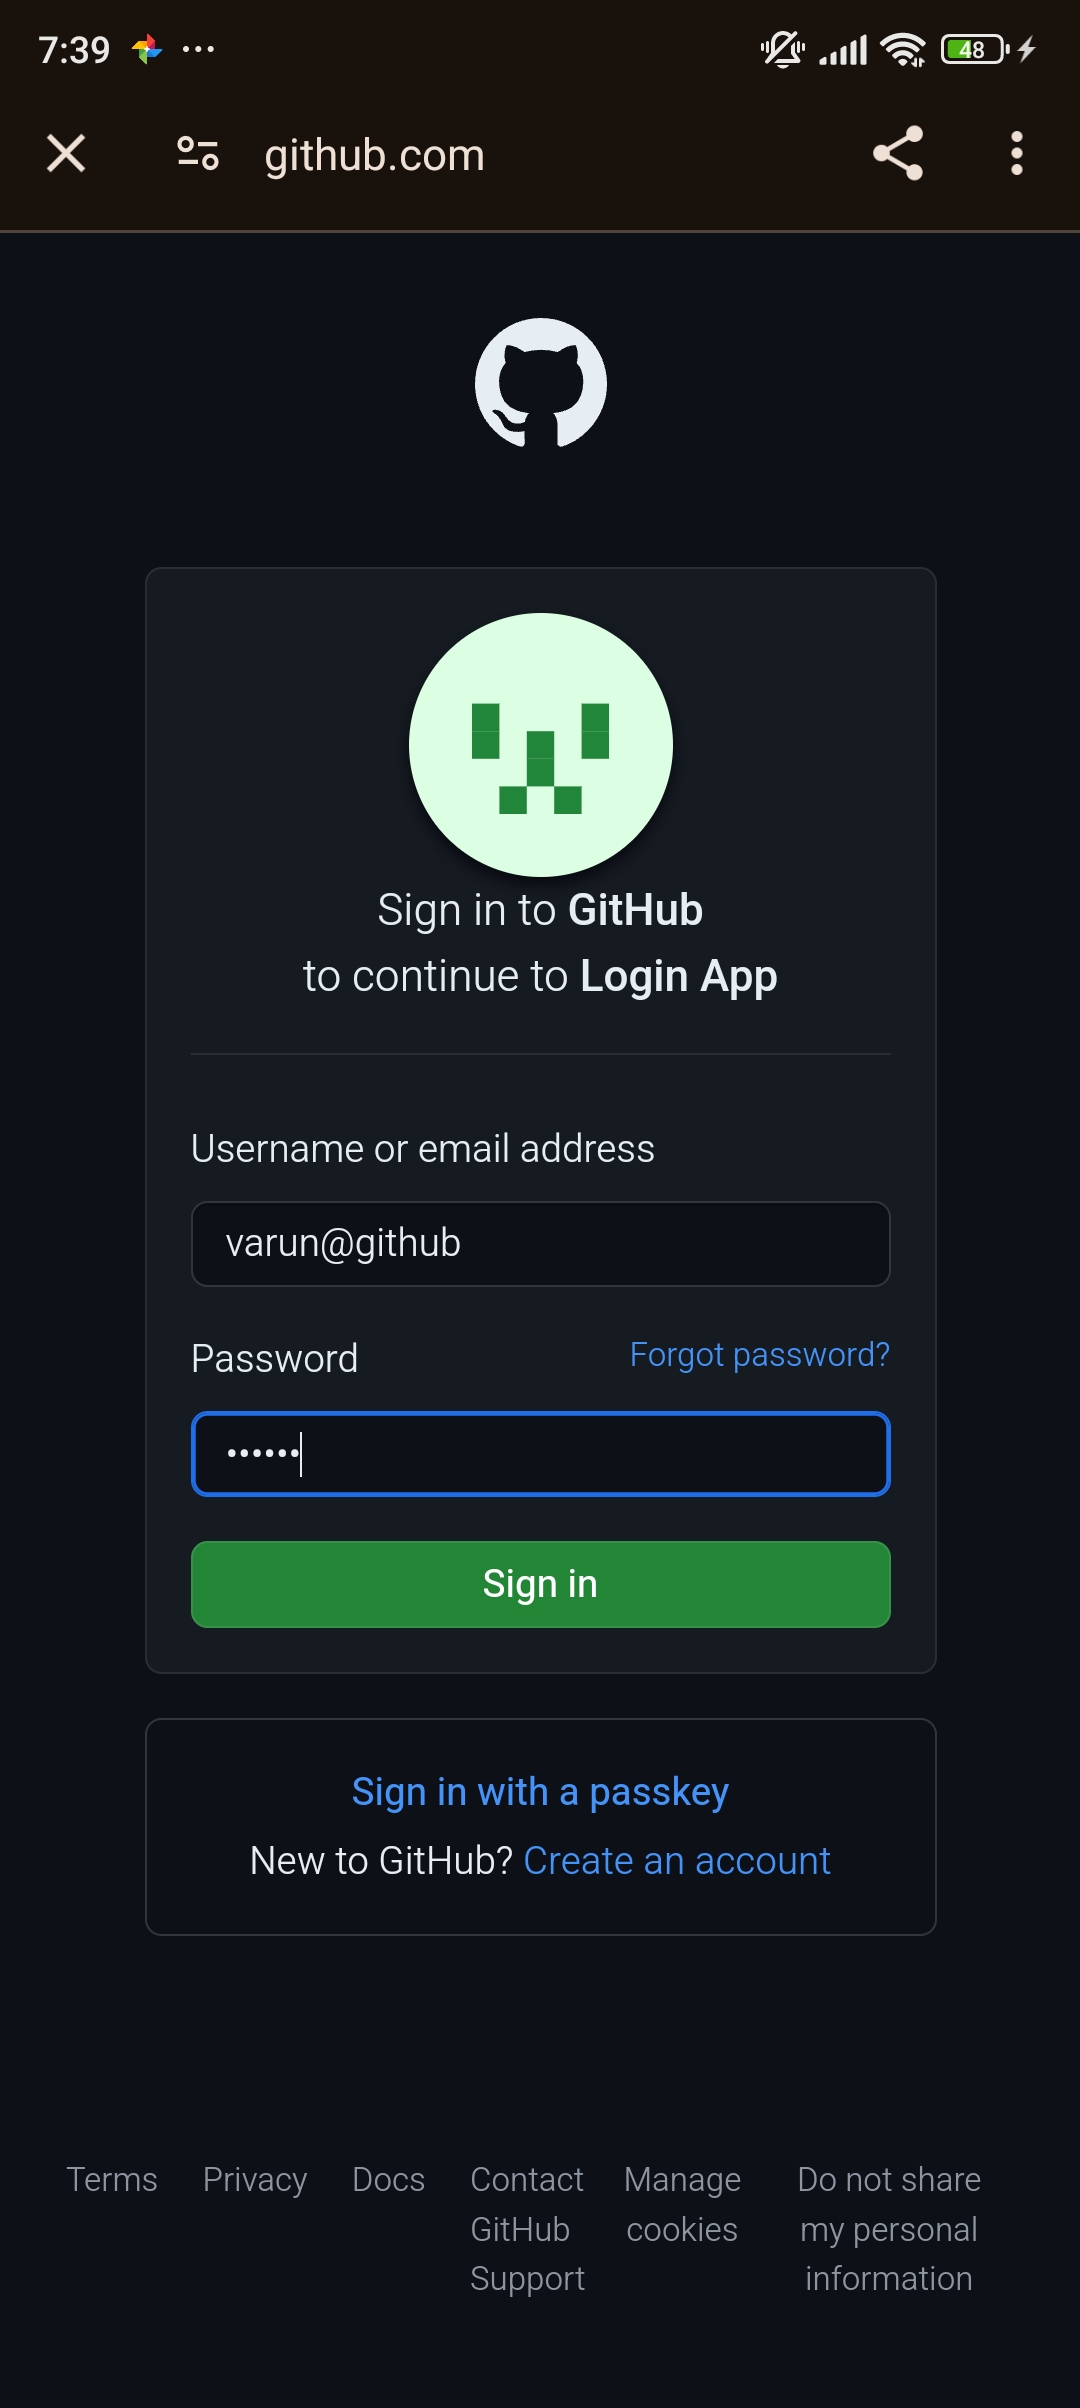 7:39
48
github.com
Sign in to GitHub
to continue to Login App
Username or email address
varun@github
Password
Forgot password?
••••••
Sign in
Sign in with a passkey
New to GitHub? Create an account
Terms
Privacy
Docs
Contact
GitHub
Support
Manage
cookies
Do not share
my personal
information